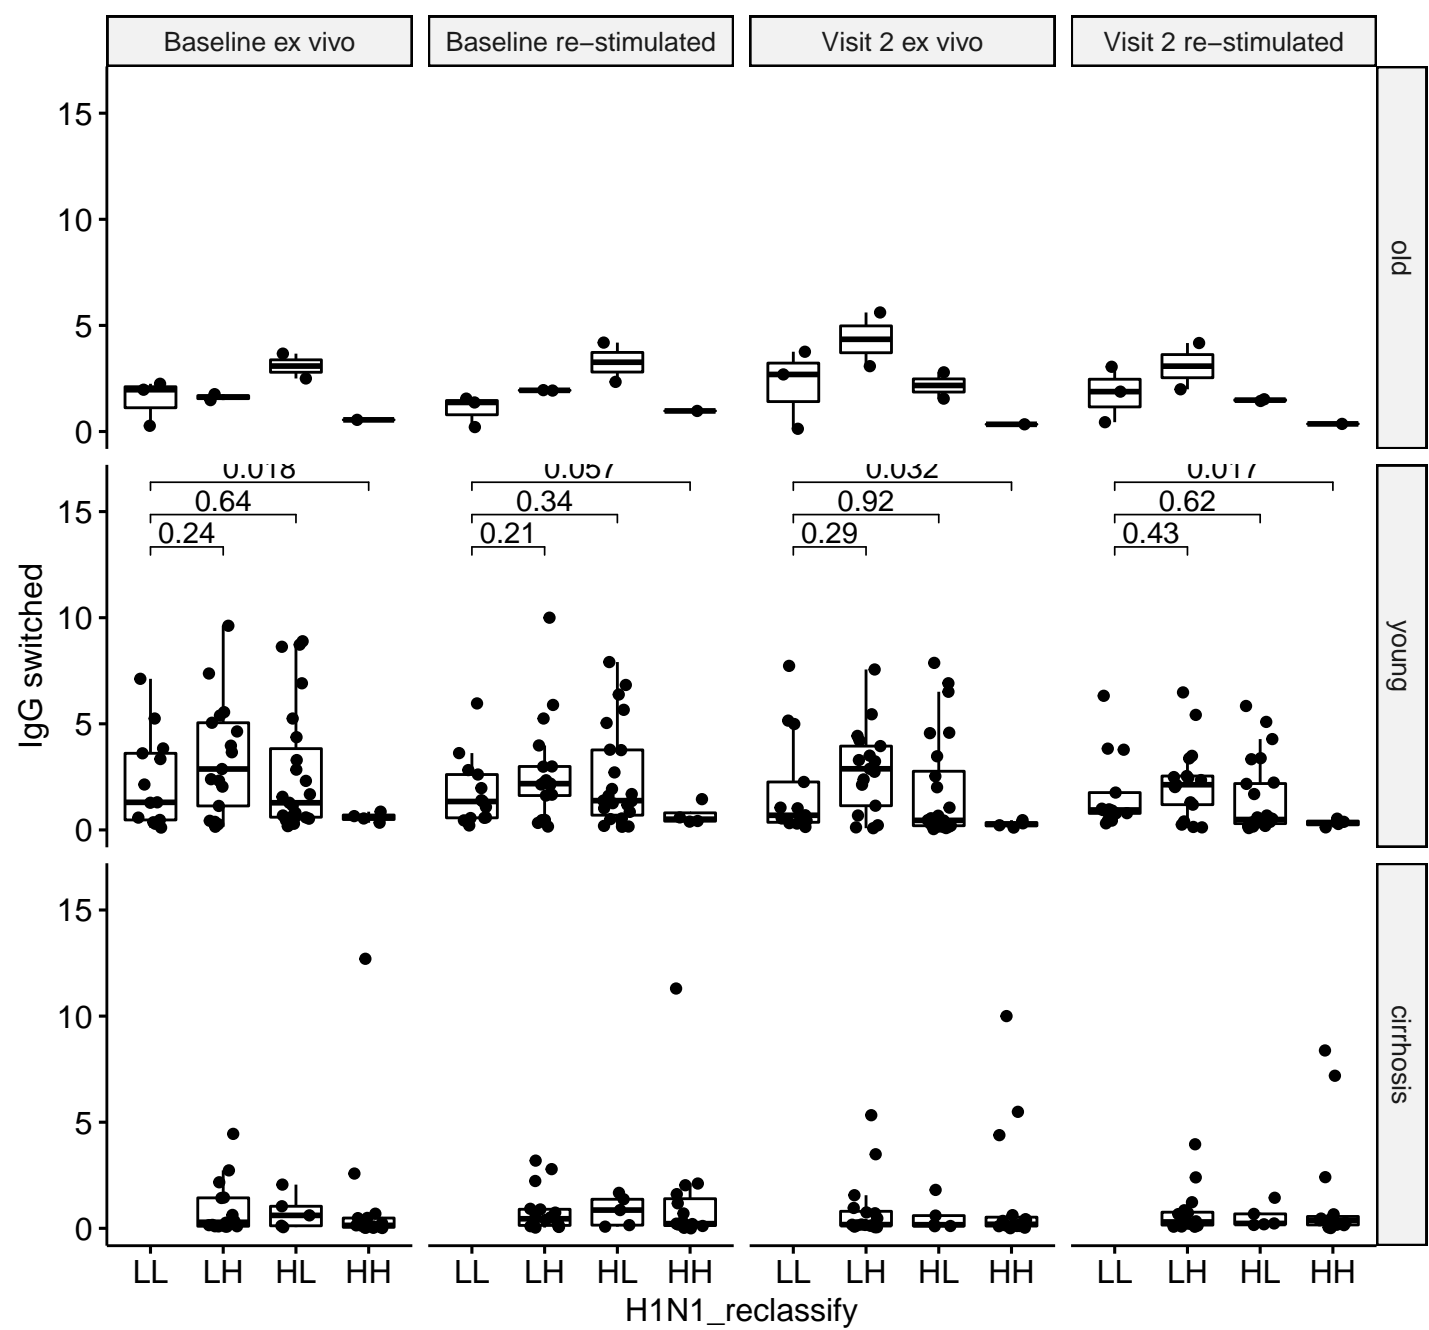 Baseline ex vivo Baseline re−stimulated Visit 2 ex vivo Visit 2 re−stimulated
15
10
5
0
old
0.018 0.057 0.032 0.017
0.64 0.34 0.92 0.62
0.24 0.21 0.29 0.43
15
10
5
0
young
IgG switched
15
10
5
0
cirrhosis
LL LH HL HH LL LH HL HH LL LH HL HH LL LH HL HH
H1N1_reclassify